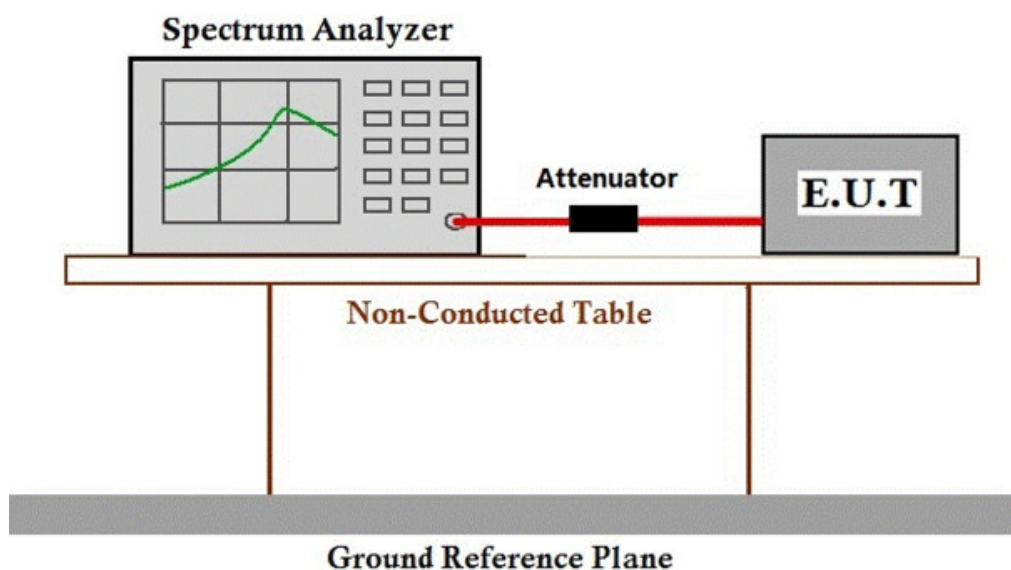 Spectrum Analyzer
Attenuator
E.U.T
Non-Conducted Table
Ground Reference Plane